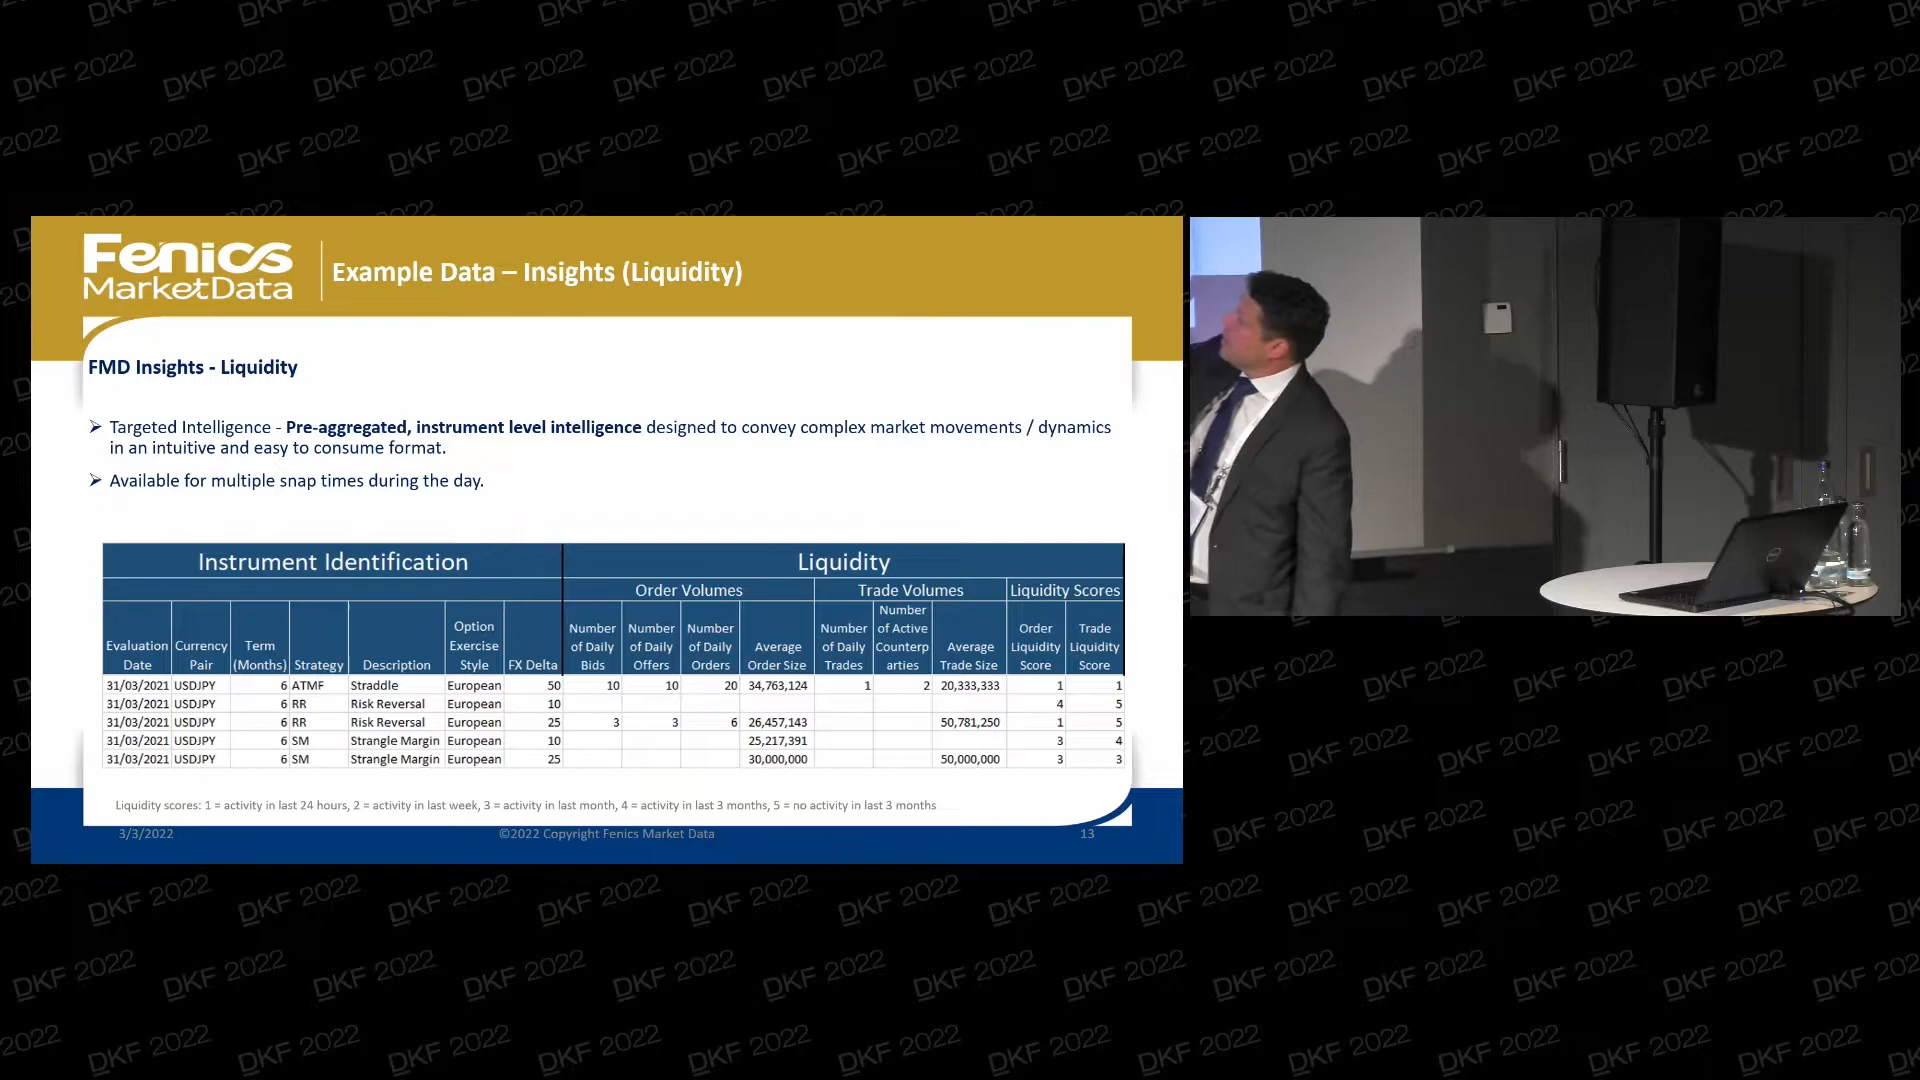 Fenics
MarketData
Example Data – Insights (Liquidity)
FMD Insights - Liquidity
➢ Targeted Intelligence - Pre-aggregated, instrument level intelligence designed to convey complex market movements / dynamics
in an intuitive and easy to consume format.
➢ Available for multiple snap times during the day.
Instrument Identification Liquidity
Order Volumes Trade Volumes Liquidity Scores
Evaluation Date Currency Pair Term (Months) Strategy Description Option Exercise Style FX Delta Number of Daily Bids Number of Daily Offers Number of Daily Orders Average Order Size Number of Daily Trades Number of Active Counterp arties Average Trade Size Order Liquidity Score Trade Liquidity Score
31/03/2021 USDJPY 6 ATMF Straddle European 50 10 10 20 34,763,124 1 2 20,333,333 1 1
31/03/2021 USDJPY 6 RR Risk Reversal European 10 4 5
31/03/2021 USDJPY 6 RR Risk Reversal European 25 3 3 6 26,457,143 50,781,250 1 5
31/03/2021 USDJPY 6 SM Strangle Margin European 10 25,217,391 3 4
31/03/2021 USDJPY 6 SM Strangle Margin European 25 30,000,000 50,000,000 3 3
Liquidity scores: 1 = activity in last 24 hours, 2 = activity in last week, 3 = activity in last month, 4 = activity in last 3 months, 5 = no activity in last 3 months
3/3/2022 ©2022 Copyright Fenics Market Data 13
DKF 2022